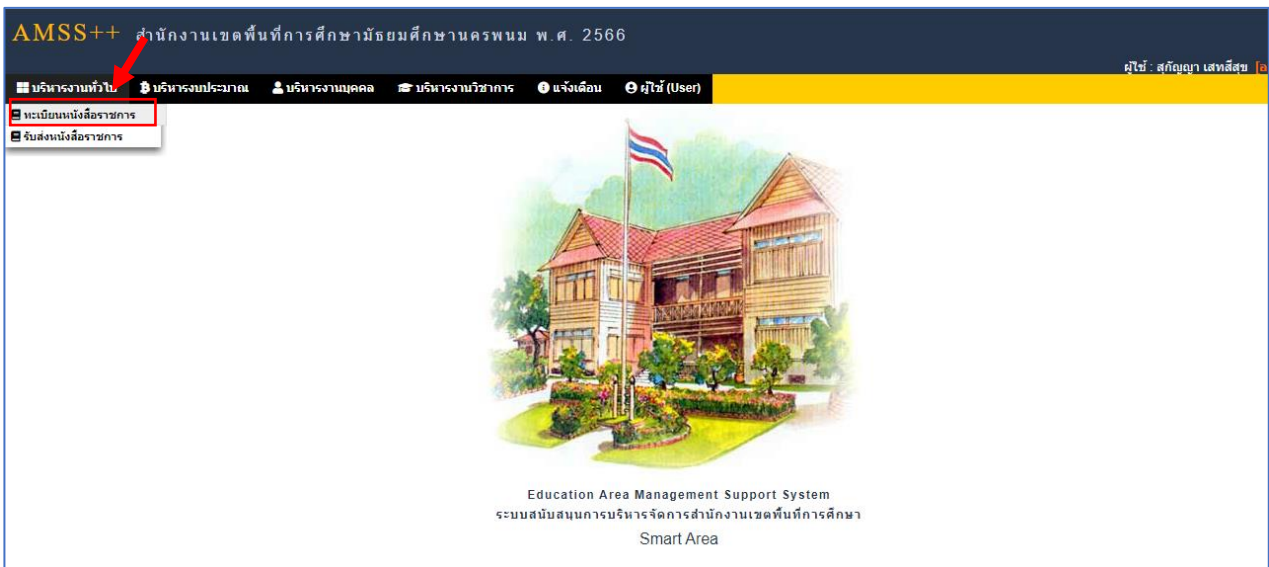 AMSS++ สำนักงานเขตพื้นที่การศึกษามัธยมศึกษานครพนม พ.ศ. 2566
ผู้ใช้ : สุกัญญา เสทสีสุข [อ
บริหารงานทั่วไป บริหารงบประมาณ บริหารงานบุคคล บริหารงานวิชาการ แจ้งเตือน ผู้ใช้ (User)
ทะเบียนหนังสือราชการ
รับส่งหนังสือราชการ
Education Area Management Support System
ระบบสนับสนุนการบริหารจัดการสำนักงานเขตพื้นที่การศึกษา
Smart Area